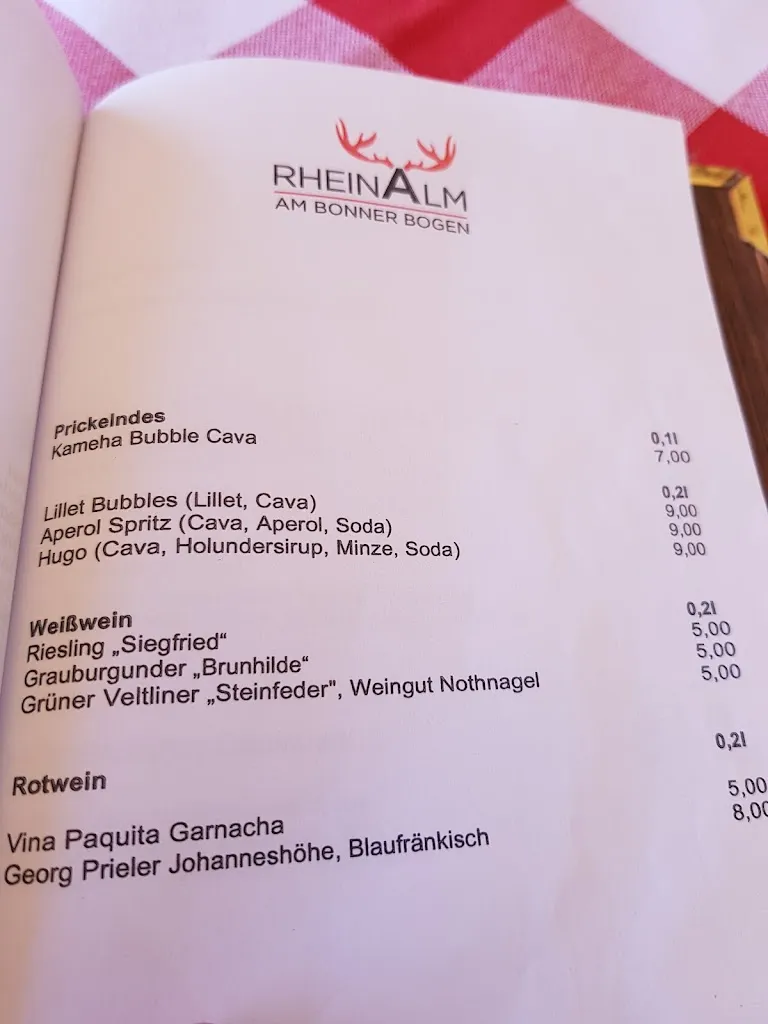 RHEINALM
AM BONNER BOGEN
Prickelndes
0,1l
Kameha Bubble Cava 7,00
0,2l
Lillet Bubbles (Lillet, Cava) 9,00
Aperol Spritz (Cava, Aperol, Soda) 9,00
Hugo (Cava, Holundersirup, Minze, Soda) 9,00
Weißwein 0,2l
Riesling „Siegfried“ 5,00
Grauburgunder „Brunhilde“ 5,00
Grüner Veltliner „Steinfeder", Weingut Nothnagel 5,00
Rotwein 0,2l
Vina Paquita Garnacha 5,00
Georg Prieler Johanneshöhe, Blaufränkisch 8,00